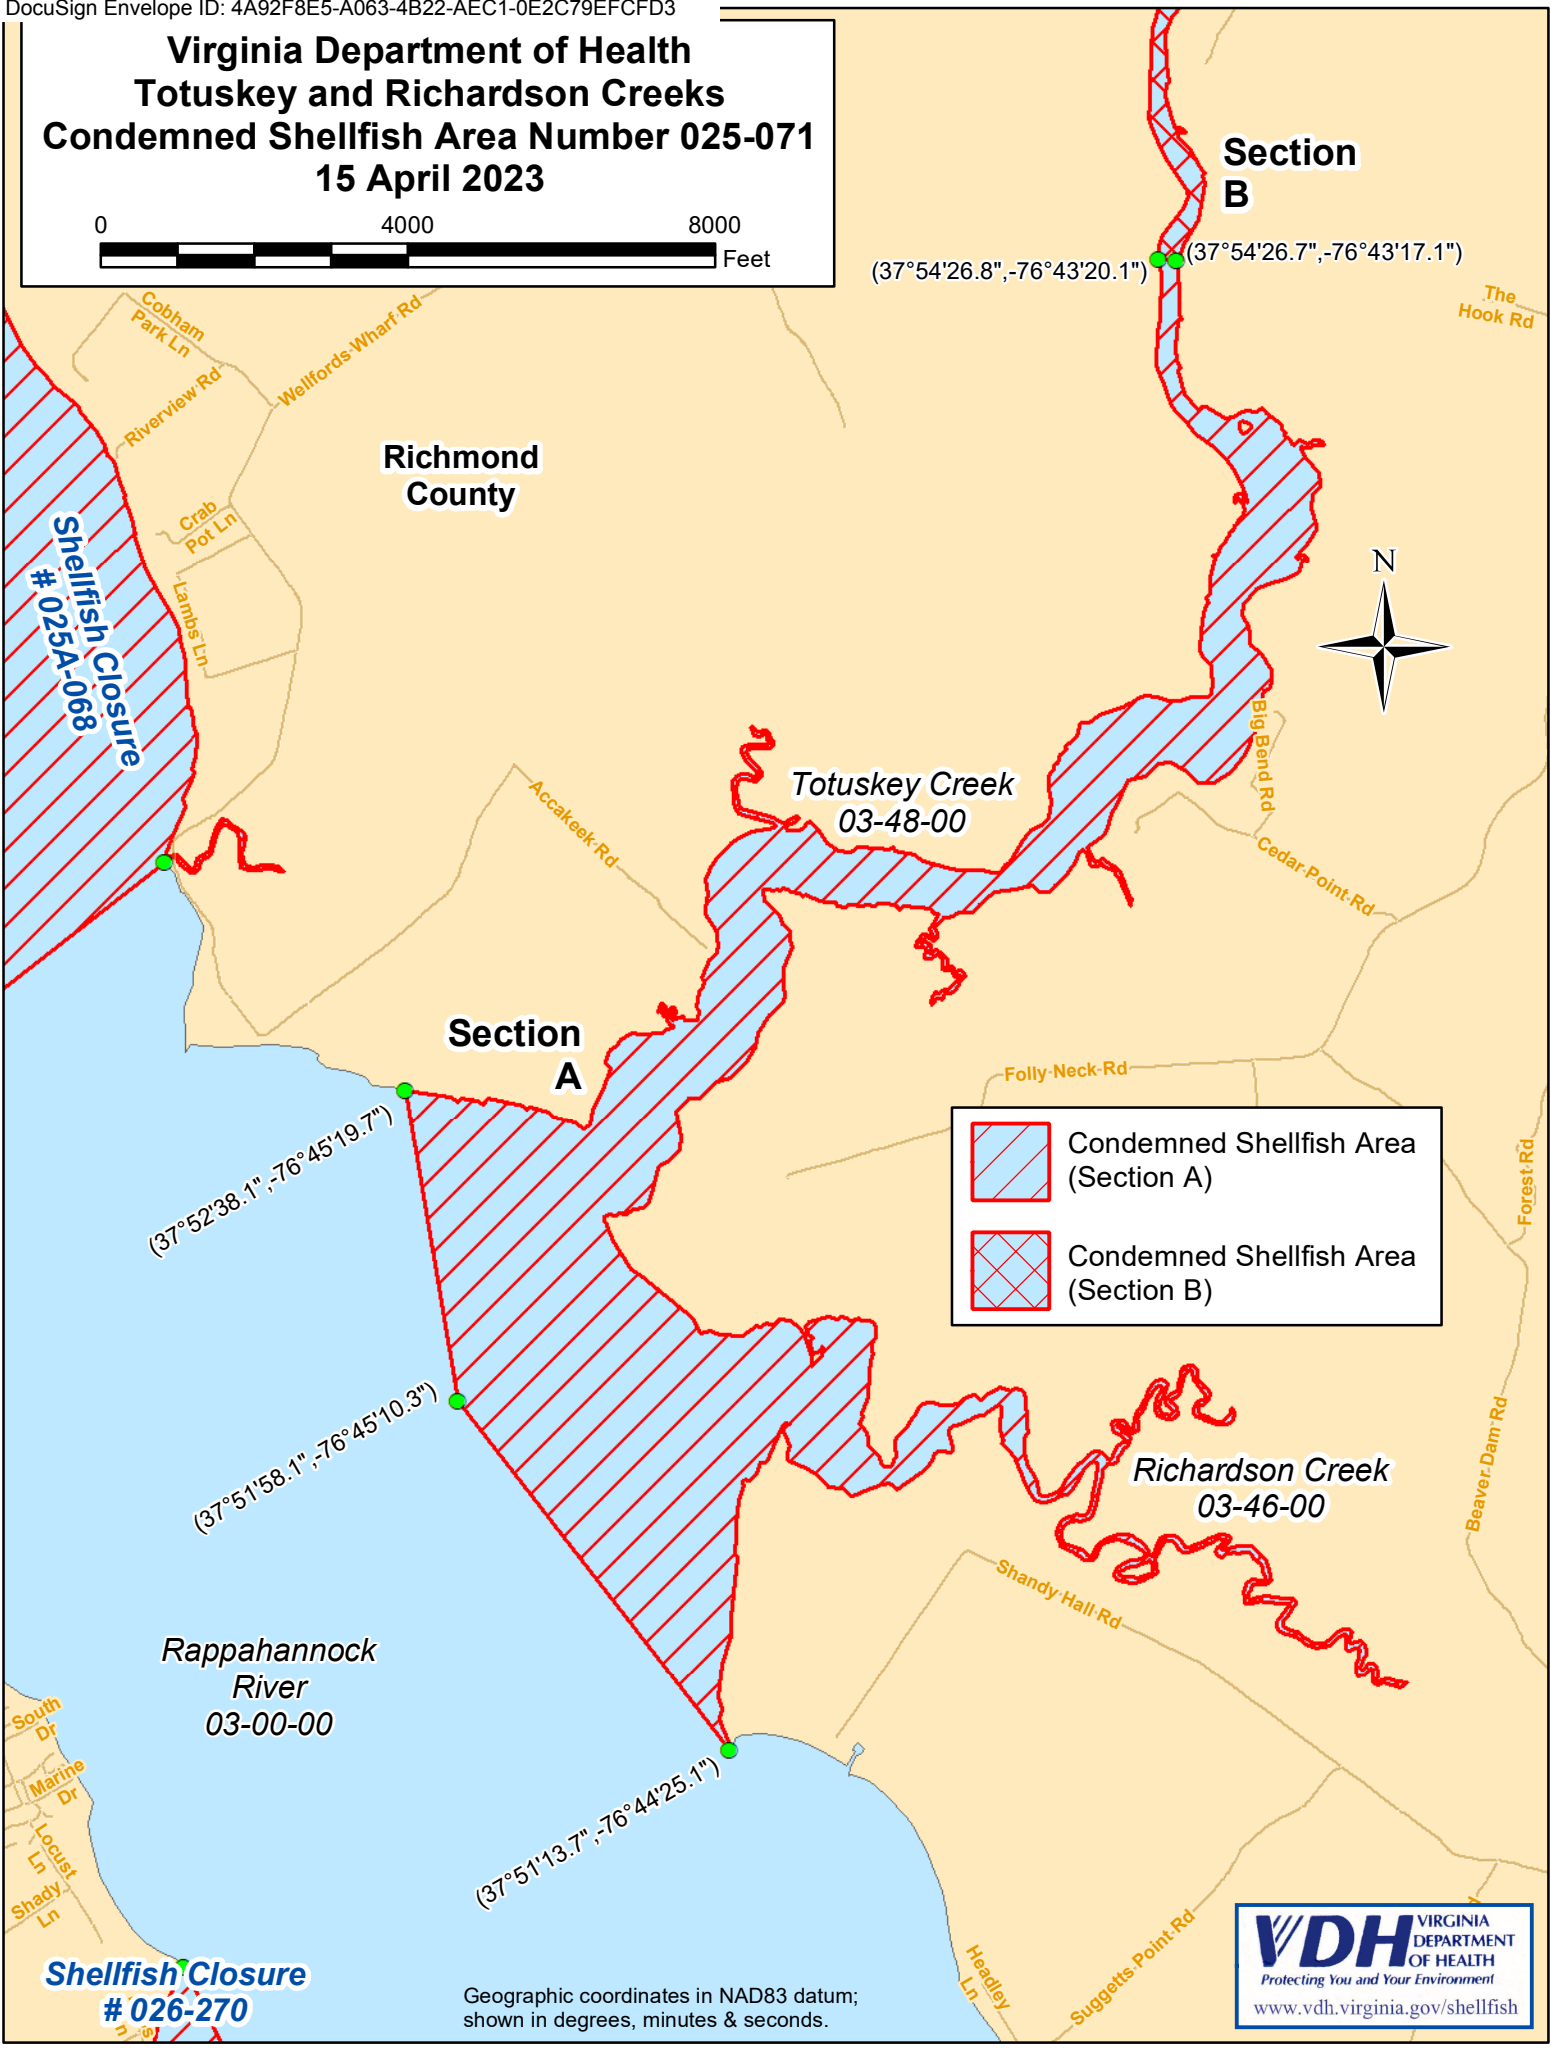 DocuSign Envelope ID: 4A92F8E5-A063-4B22-AEC1-0E2C79EFCFD3
Virginia Department of Health
Totuskey and Richardson Creeks
Condemned Shellfish Area Number 025-071
15 April 2023
0 4000 8000
Feet
Section
B
(37°54'26.8",-76°43'20.1")
(37°54'26.7",-76°43'17.1")
The
Hook Rd
Cobham
Park Ln
Wellfords Wharf Rd
Riverview Rd
Richmond
County
Crab
Pot Ln
Lambs Ln
Shellfish Closure
# 025A-068
N
Big Bend Rd
Totuskey Creek
03-48-00
Accakeek Rd
Cedar Point Rd
Section
A
Folly Neck Rd
(37°52'38.1",-76°45'19.7")
Condemned Shellfish Area
(Section A)
Condemned Shellfish Area
(Section B)
Forest Rd
(37°51'58.1",-76°45'10.3")
Richardson Creek
03-46-00
Beaver Dam Rd
Shandy Hall Rd
Rappahannock
River
03-00-00
South
Dr
Marine
Dr
(37°51'13.7",-76°44'25.1")
Locust
Ln
Shady
Ln
Shellfish Closure
# 026-270
Headley
Ln
Suggetts Point Rd
Geographic coordinates in NAD83 datum;
shown in degrees, minutes & seconds.
VDH
VIRGINIA
DEPARTMENT
OF HEALTH
Protecting You and Your Environment
www.vdh.virginia.gov/shellfish